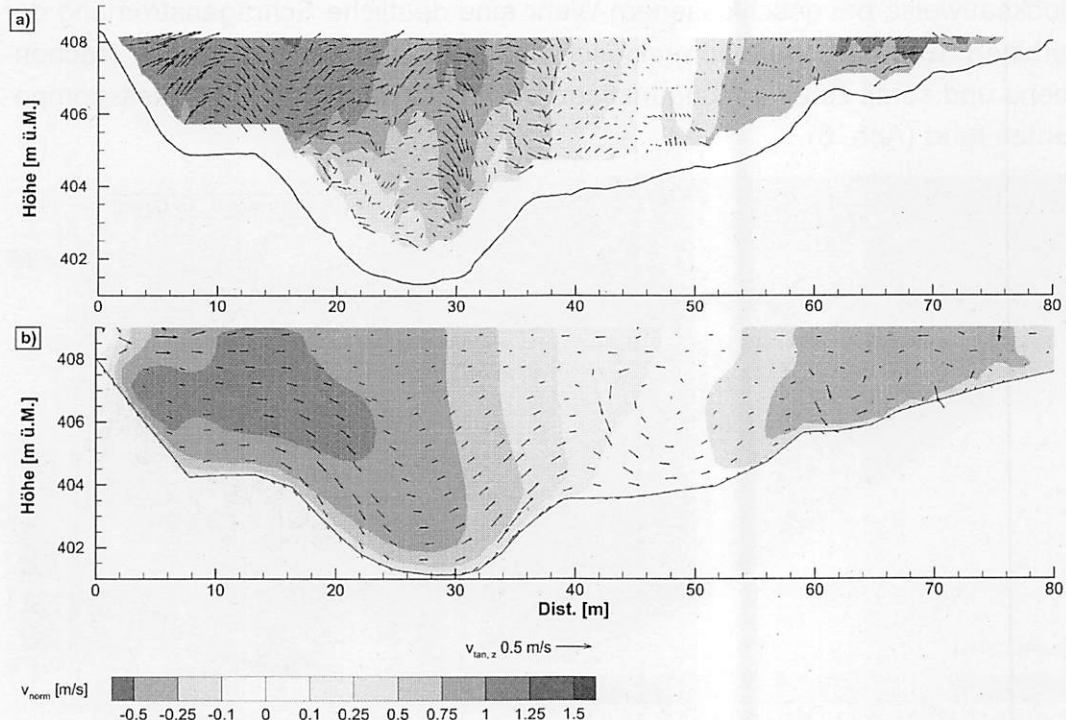 a)
Höhe [m ü.M.]
408
406
404
402
0 10 20 30 40 50 60 70 80
b)
Höhe [m ü.M.]
408
406
404
402
0 10 20 30 40 50 60 70 80
Dist. [m]
v_tan, z 0.5 m/s
v_norm [m/s]
-0.5 -0.25 -0.1 0 0.1 0.25 0.5 0.75 1 1.25 1.5